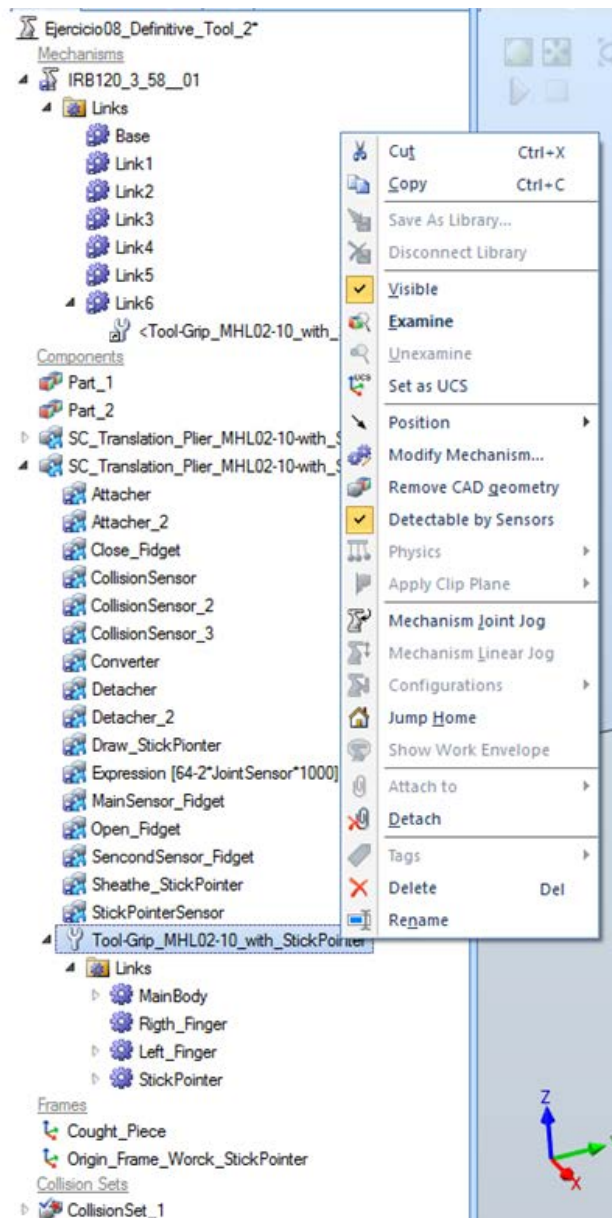 Ejercicio08_Definitive_Tool_2*
Mechanisms
IRB120_3_58__01
Links
Base
Link1
Link2
Link3
Link4
Link5
Link6
<Tool-Grip_MHL02-10_with_
Components
Part_1
Part_2
SC_Translation_Plier_MHL02-10-with_S
SC_Translation_Plier_MHL02-10-with_S
Attacher
Attacher_2
Close_Fidget
CollisionSensor
CollisionSensor_2
CollisionSensor_3
Converter
Detacher
Detacher_2
Draw_StickPionter
Expression [64-2*JointSensor*1000]
MainSensor_Fidget
Open_Fidget
SencondSensor_Fidget
Sheathe_StickPointer
StickPointerSensor
Tool-Grip_MHL02-10_with_StickPointer
Links
MainBody
Rigth_Finger
Left_Finger
StickPointer
Frames
Cought_Piece
Origin_Frame_Worck_StickPointer
Collision Sets
CollisionSet_1
Cut Ctrl+X
Copy Ctrl+C
Save As Library...
Disconnect Library
Visible
Examine
Unexamine
UCS Set as UCS
Position
Modify Mechanism...
Remove CAD geometry
Detectable by Sensors
Physics
Apply Clip Plane
Mechanism Joint Jog
Mechanism Linear Jog
Configurations
Jump Home
Show Work Envelope
Attach to
Detach
Tags
Delete Del
Rename
Z
X